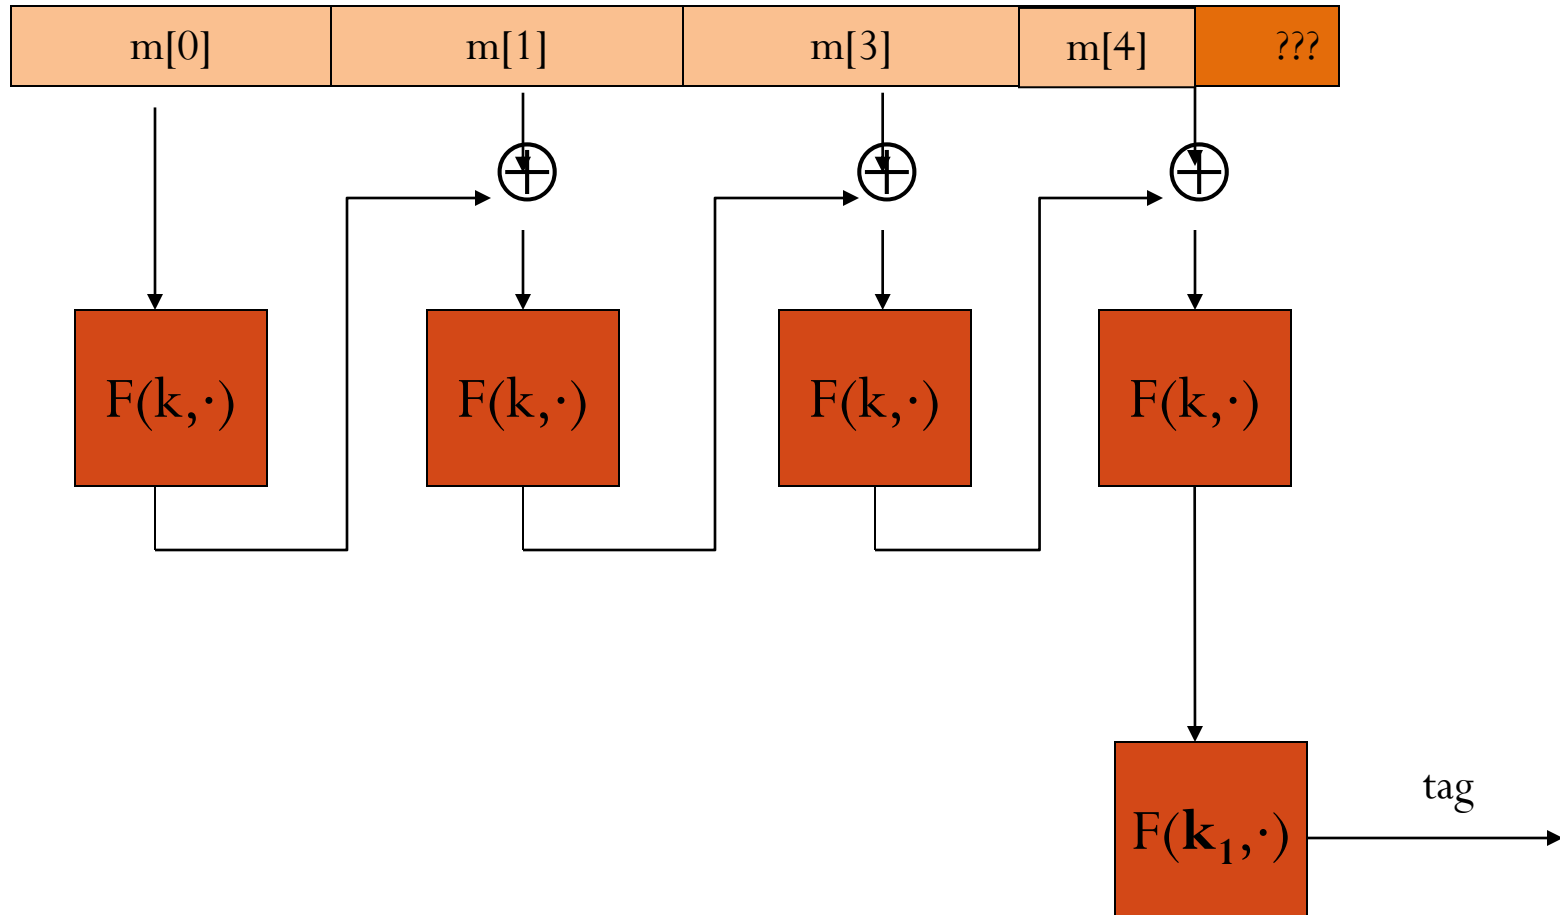 m[0] m[1] m[3] m[4] ???
F(k,·) F(k,·) F(k,·) F(k,·)
tag
F(k₁,·)